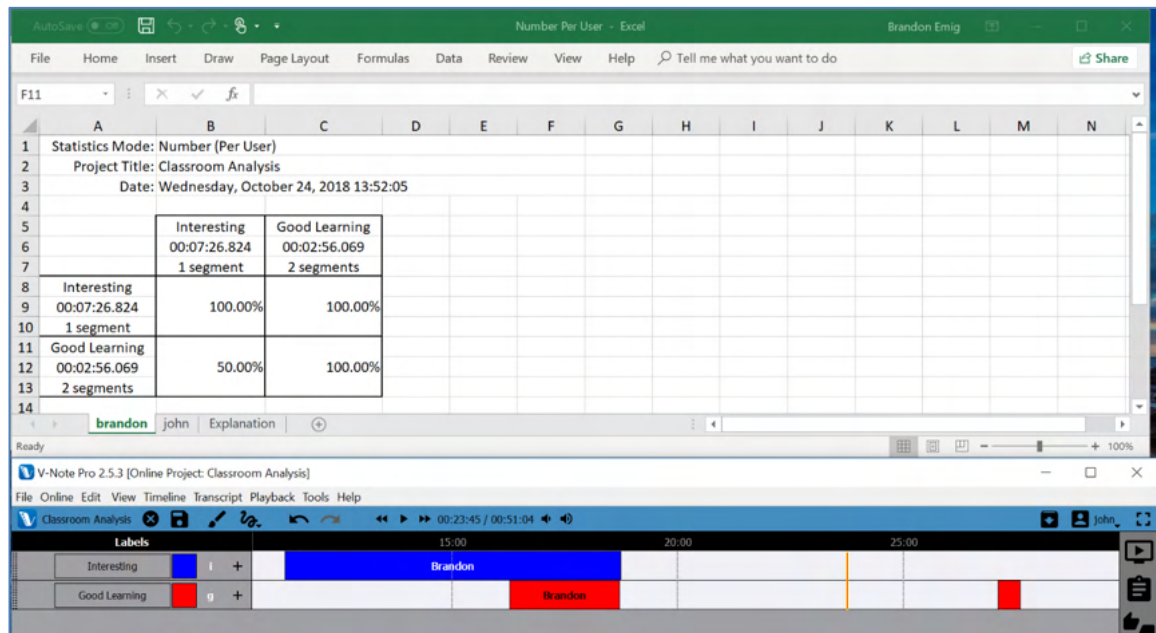 AutoSave Off Number Per User - Excel Brandon Emig
File Home Insert Draw Page Layout Formulas Data Review View Help Tell me what you want to do Share
F11 fx
A B C D E F G H I J K L M N
1 Statistics Mode: Number (Per User)
2 Project Title: Classroom Analysis
3 Date: Wednesday, October 24, 2018 13:52:05
4
5 Interesting Good Learning
6 00:07:26.824 00:02:56.069
7 1 segment 2 segments
8 Interesting
9 00:07:26.824 100.00% 100.00%
10 1 segment
11 Good Learning
12 00:02:56.069 50.00% 100.00%
13 2 segments
14
brandon john Explanation
Ready 100%
V-Note Pro 2.5.3 [Online Project: Classroom Analysis]
File Online Edit View Timeline Transcript Playback Tools Help
Classroom Analysis 00:23:45 / 00:51:04 john
Labels 15:00 20:00 25:00
Interesting i + Brandon
Good Learning g + Brandon